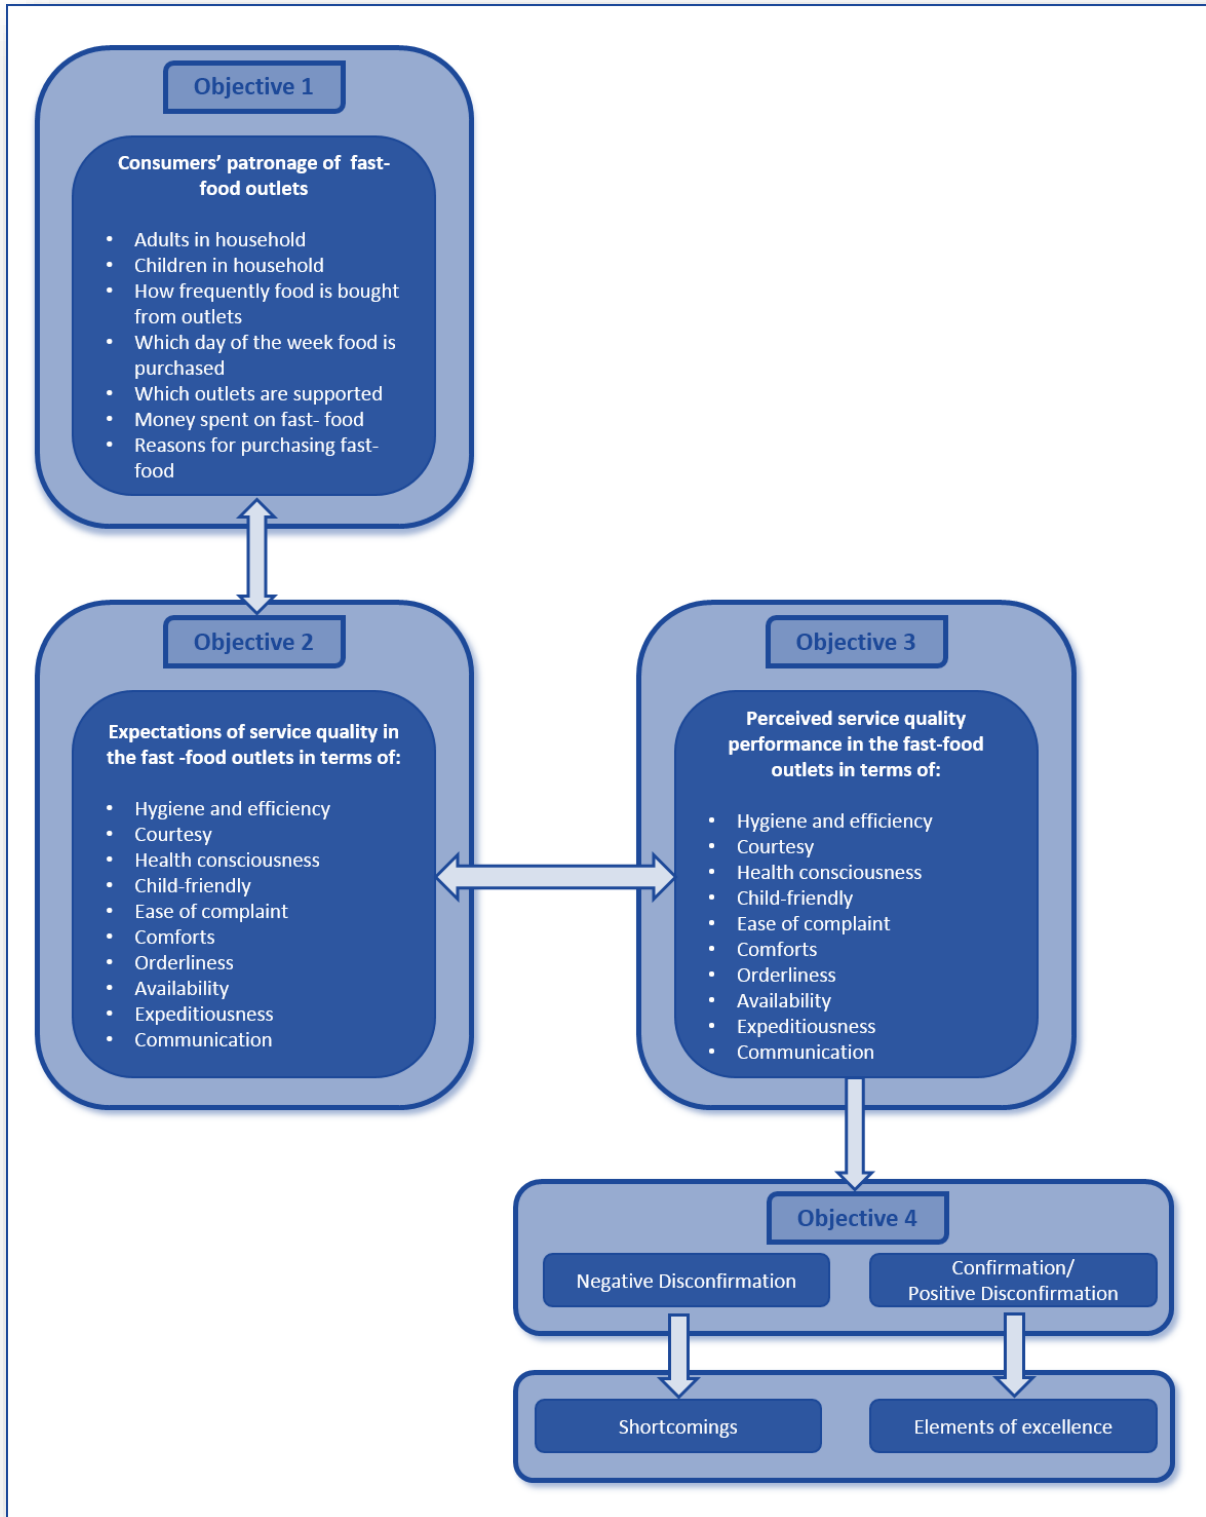 Objective 1
Consumers’ patronage of fast-
food outlets
• Adults in household
• Children in household
• How frequently food is bought
from outlets
• Which day of the week food is
purchased
• Which outlets are supported
• Money spent on fast- food
• Reasons for purchasing fast-
food
Objective 2
Expectations of service quality in
the fast -food outlets in terms of:
• Hygiene and efficiency
• Courtesy
• Health consciousness
• Child-friendly
• Ease of complaint
• Comforts
• Orderliness
• Availability
• Expeditiousness
• Communication
Objective 3
Perceived service quality
performance in the fast-food
outlets in terms of:
• Hygiene and efficiency
• Courtesy
• Health consciousness
• Child-friendly
• Ease of complaint
• Comforts
• Orderliness
• Availability
• Expeditiousness
• Communication
Objective 4
Negative Disconfirmation
Confirmation/
Positive Disconfirmation
Shortcomings
Elements of excellence